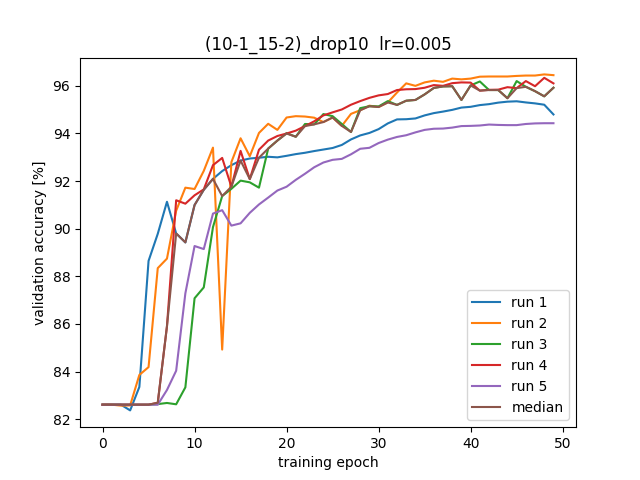 (10-1_15-2)_drop10  lr=0.005
validation accuracy [%]
96
94
92
90
88
86
84
82
0
10
20
30
40
50
training epoch
run 1
run 2
run 3
run 4
run 5
median